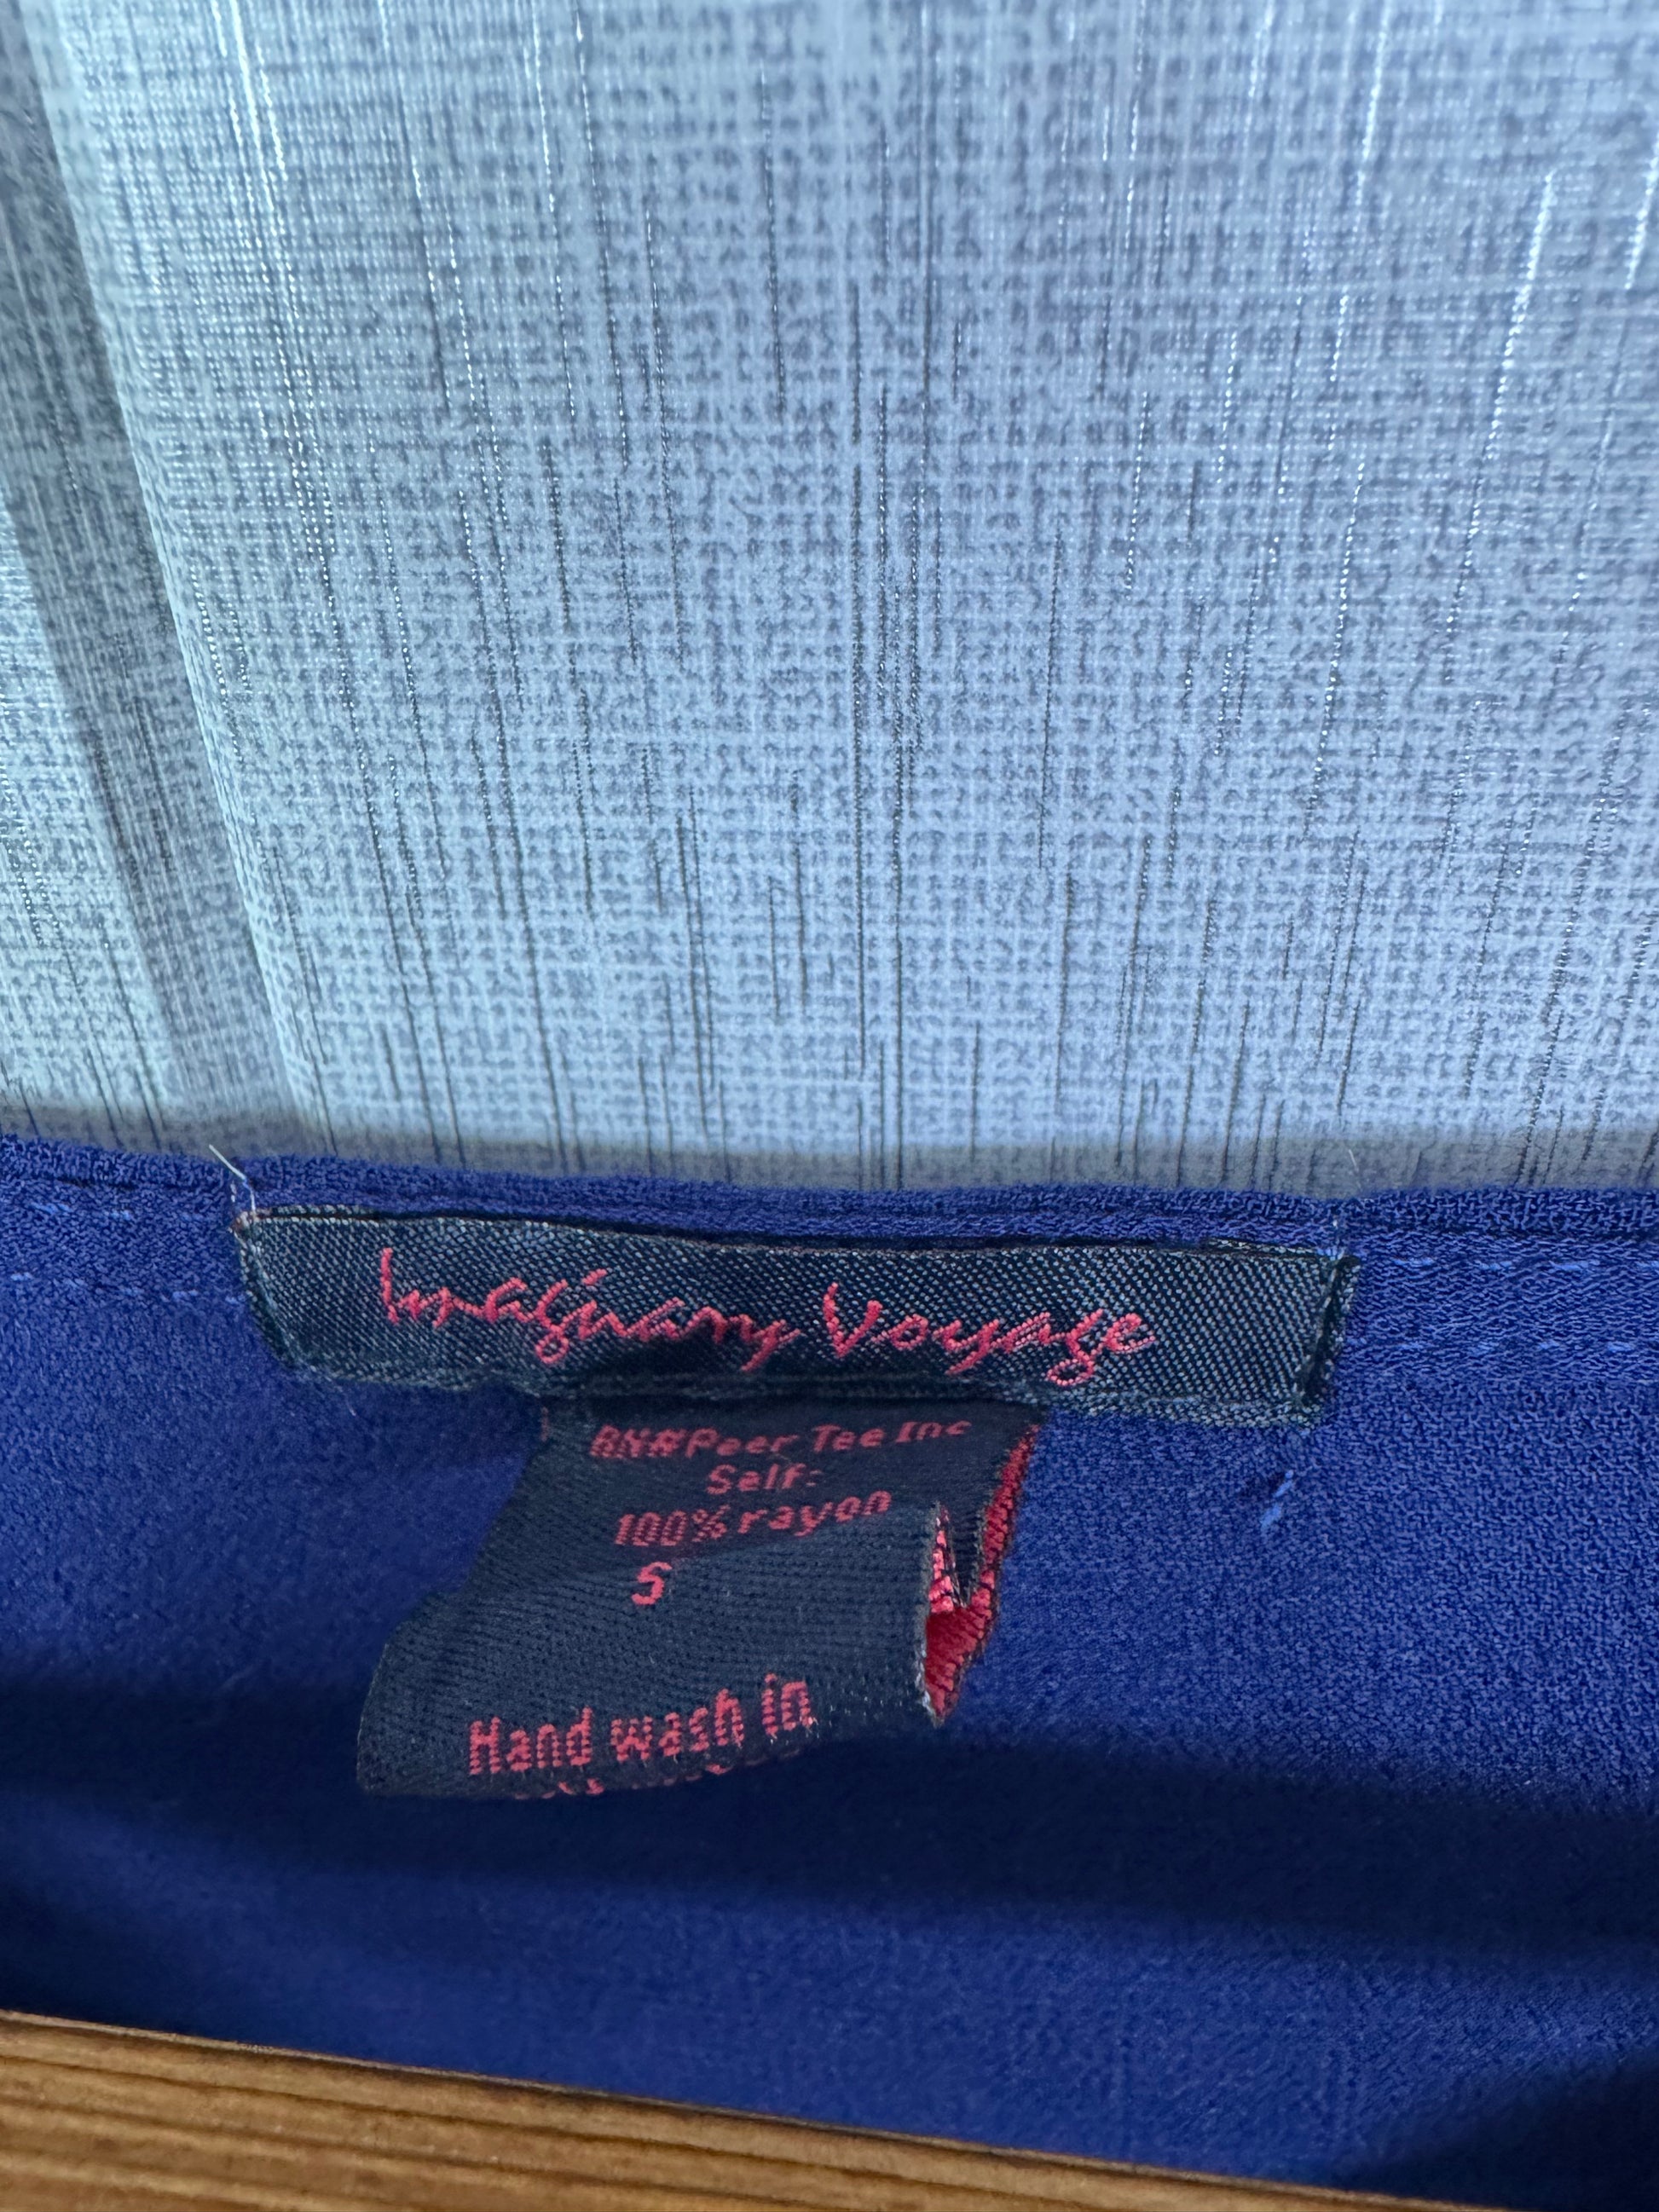 Imaginary Voyage
RN#Peer Tee Inc
Self:
100% rayon
S
Hand wash in